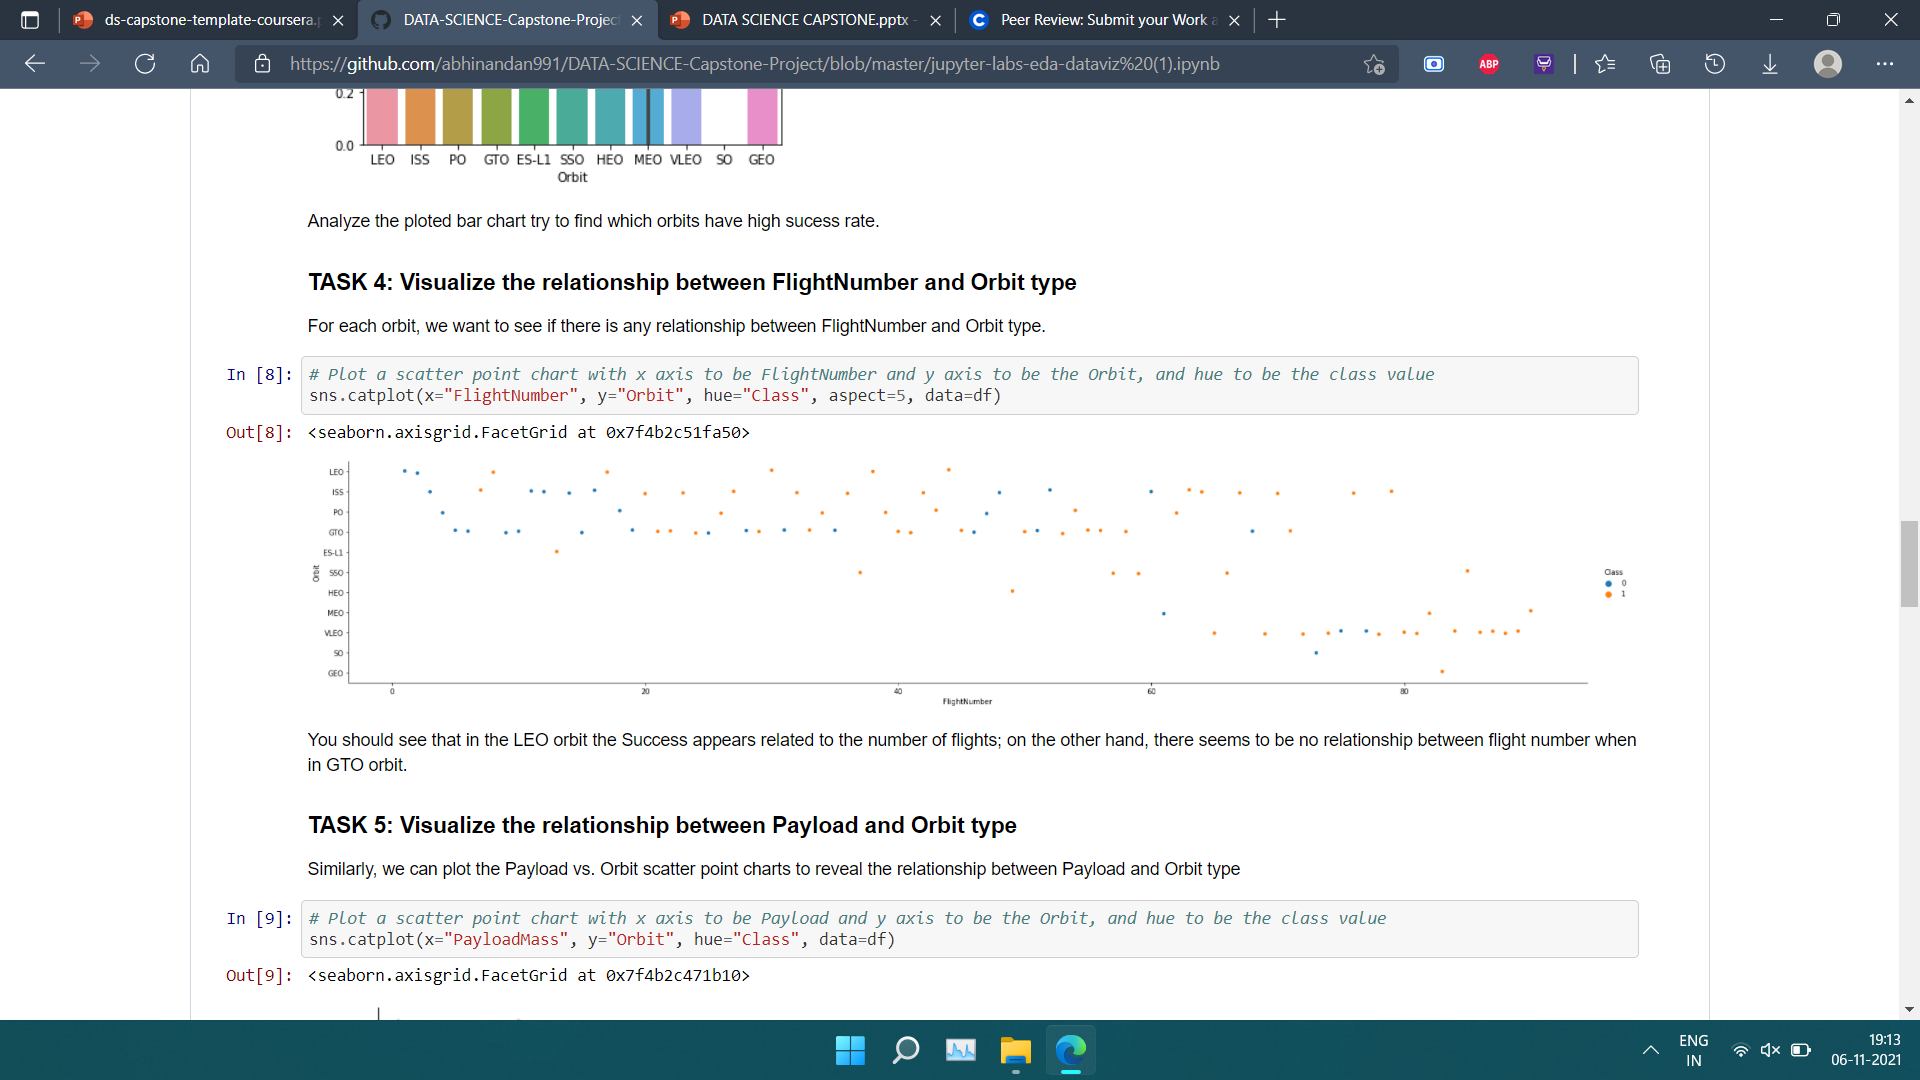 ds-capstone-template-coursera.p
DATA-SCIENCE-Capstone-Projec
DATA SCIENCE CAPSTONE.pptx -
Peer Review: Submit your Work a
https://github.com/abhinandan991/DATA-SCIENCE-Capstone-Project/blob/master/jupyter-labs-eda-dataviz%20(1).ipynb
ABP
0.2
0.0
LEO ISS PO GTO ES-L1 SSO HEO MEO VLEO SO GEO
Orbit
Analyze the ploted bar chart try to find which orbits have high sucess rate.
TASK 4: Visualize the relationship between FlightNumber and Orbit type
For each orbit, we want to see if there is any relationship between FlightNumber and Orbit type.
In [8]: # Plot a scatter point chart with x axis to be FlightNumber and y axis to be the Orbit, and hue to be the class value
sns.catplot(x="FlightNumber", y="Orbit", hue="Class", aspect=5, data=df)
Out[8]: <seaborn.axisgrid.FacetGrid at 0x7f4b2c51fa50>
LEO
ISS
PO
GTO
ES-L1
SSO
HEO
MEO
VLEO
SO
GEO
Orbit
Class
0
1
0 20 40 60 80
FlightNumber
You should see that in the LEO orbit the Success appears related to the number of flights; on the other hand, there seems to be no relationship between flight number when
in GTO orbit.
TASK 5: Visualize the relationship between Payload and Orbit type
Similarly, we can plot the Payload vs. Orbit scatter point charts to reveal the relationship between Payload and Orbit type
In [9]: # Plot a scatter point chart with x axis to be Payload and y axis to be the Orbit, and hue to be the class value
sns.catplot(x="PayloadMass", y="Orbit", hue="Class", data=df)
Out[9]: <seaborn.axisgrid.FacetGrid at 0x7f4b2c471b10>
ENG
IN
19:13
06-11-2021